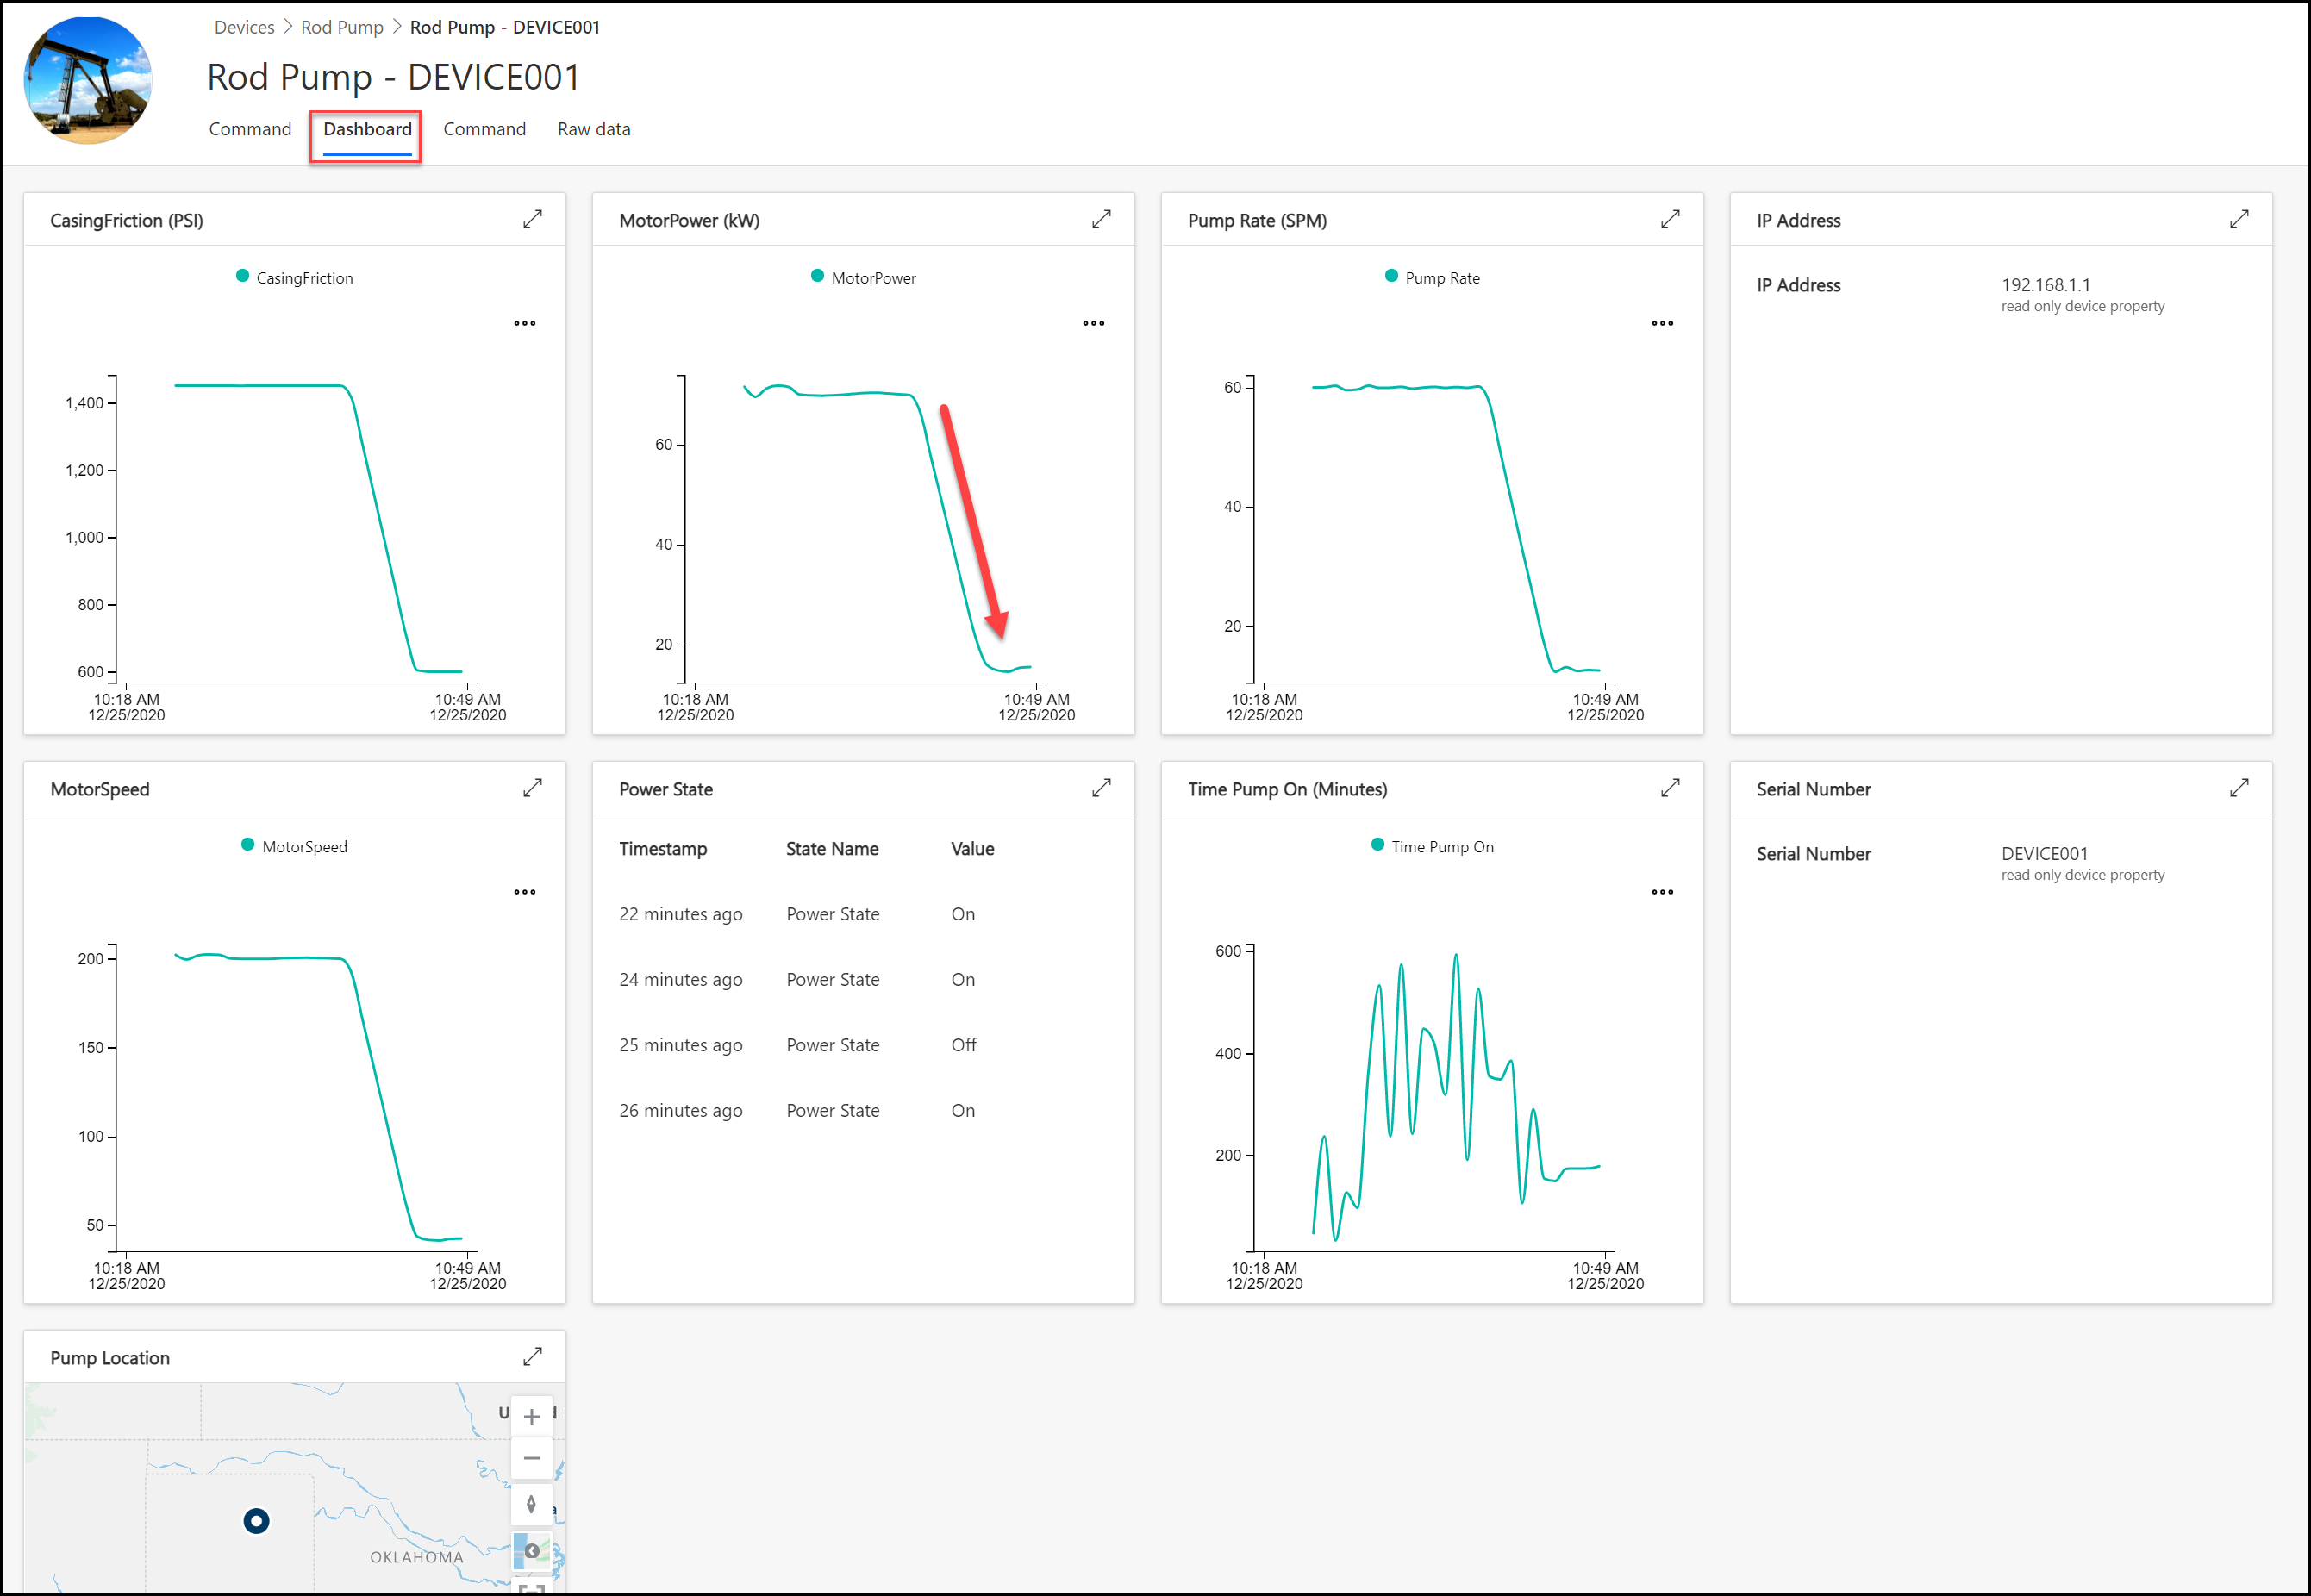 Devices > Rod Pump > Rod Pump - DEVICE001
Rod Pump - DEVICE001
Command Dashboard Command Raw data
CasingFriction (PSI)
CasingFriction
1,400
1,200
1,000
800
600
10:18 AM 10:49 AM
12/25/2020 12/25/2020
MotorPower (kW)
MotorPower
60
40
20
10:18 AM 10:49 AM
12/25/2020 12/25/2020
Pump Rate (SPM)
Pump Rate
60
40
20
10:18 AM 10:49 AM
12/25/2020 12/25/2020
IP Address
IP Address 192.168.1.1
read only device property
MotorSpeed
MotorSpeed
200
150
100
50
10:18 AM 10:49 AM
12/25/2020 12/25/2020
Power State
Timestamp State Name Value
22 minutes ago Power State On
24 minutes ago Power State On
25 minutes ago Power State Off
26 minutes ago Power State On
Time Pump On (Minutes)
Time Pump On
600
400
200
10:18 AM 10:49 AM
12/25/2020 12/25/2020
Serial Number
Serial Number DEVICE001
read only device property
Pump Location
OKLAHOMA